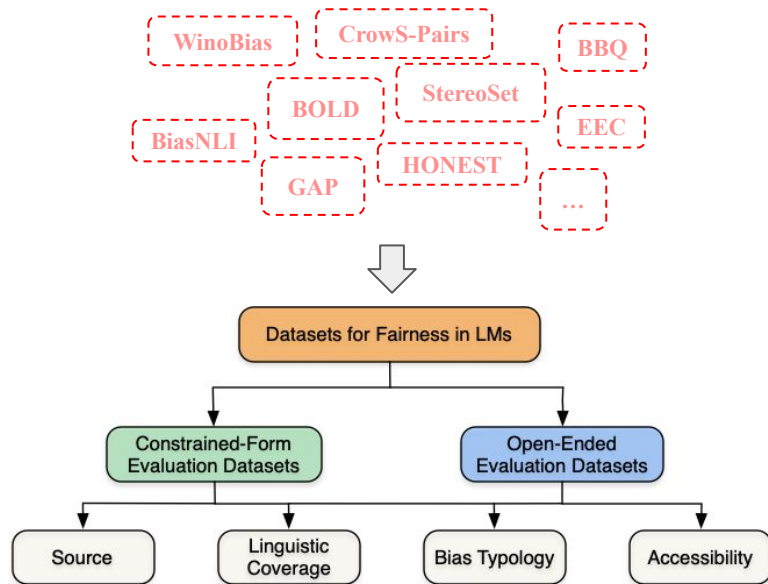 WinoBias
CrowS-Pairs
BBQ
BOLD
StereoSet
BiasNLI
EEC
GAP
HONEST
...
Datasets for Fairness in LMs
Constrained-Form
Evaluation Datasets
Open-Ended
Evaluation Datasets
Source
Linguistic
Coverage
Bias Typology
Accessibility